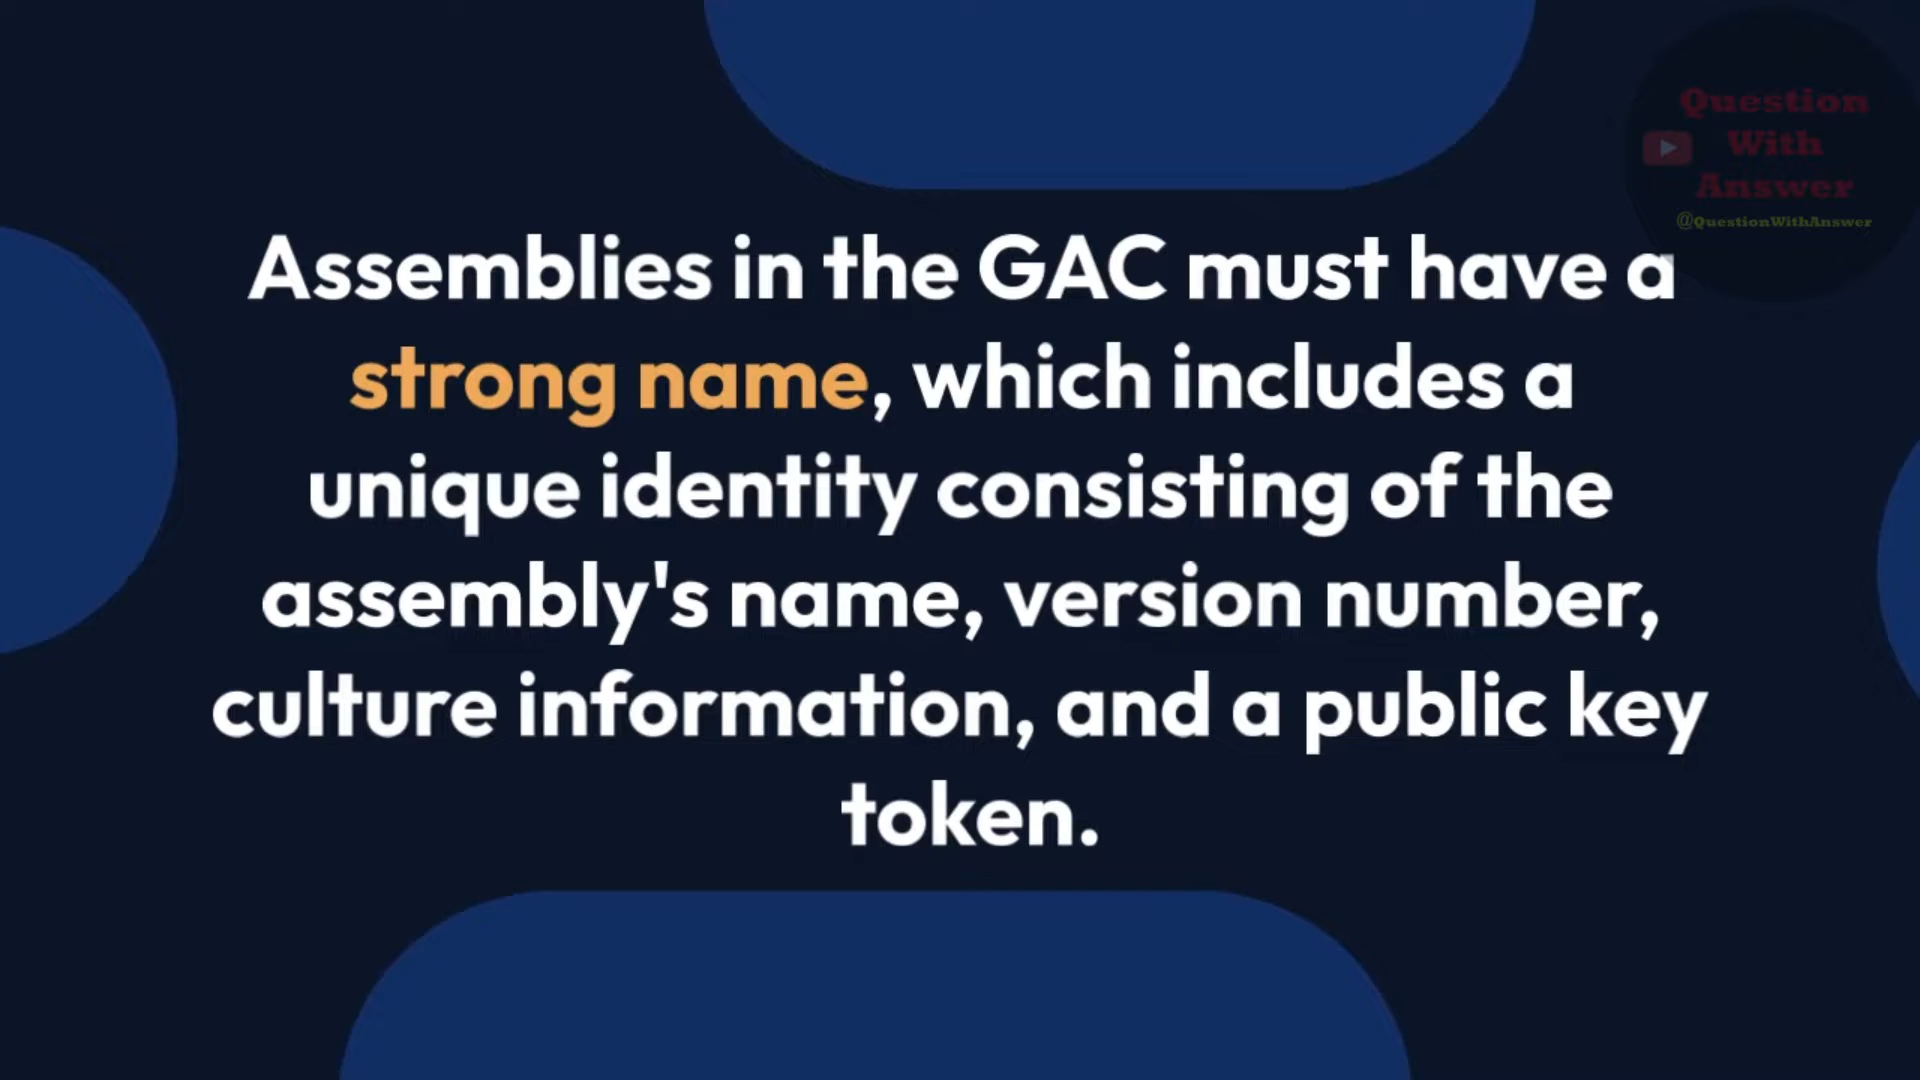 Question
With
Answer
@QuestionWithAnswer
Assemblies in the GAC must have a
strong name, which includes a
unique identity consisting of the
assembly's name, version number,
culture information, and a public key
token.